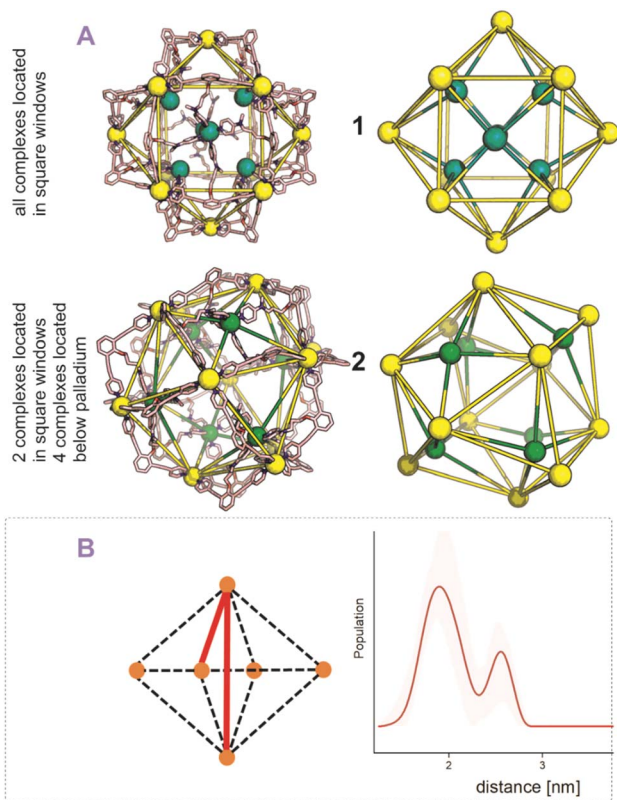 A
all complexes located
in square windows
1
2 complexes located
in square windows
4 complexes located
below palladium
2
B
Population
2
3
distance [nm]